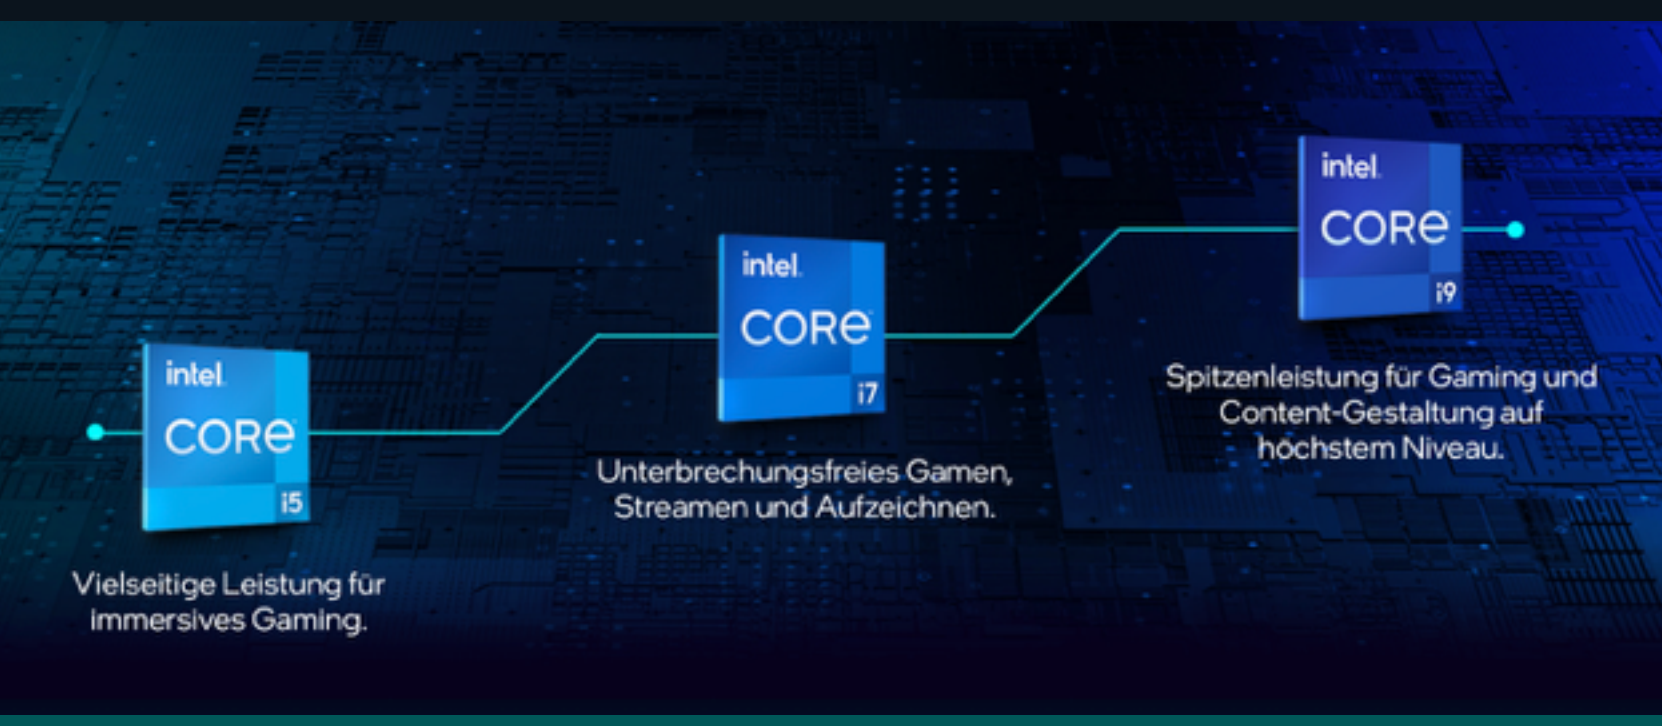 intel.
CORE
i5
Vielseitige Leistung für
immersives Gaming.
intel.
CORE
i7
Unterbrechungsfreies Gamen,
Streamen und Aufzeichnen.
intel.
CORE
i9
Spitzenleistung für Gaming und
Content-Gestaltung auf
höchstem Niveau.